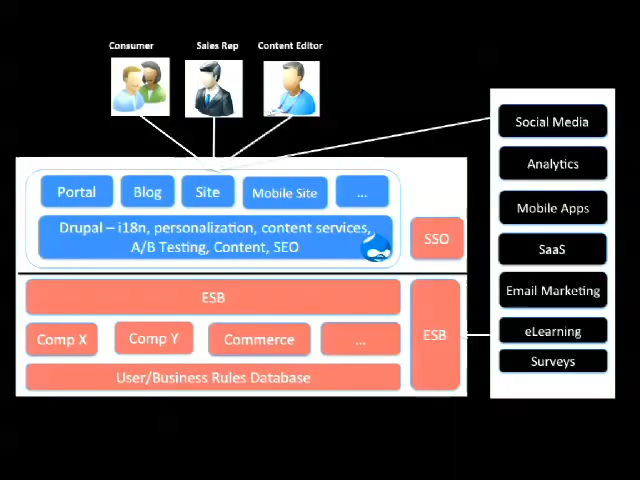 Consumer
Sales Rep
Content Editor
Portal
Blog
Site
Mobile Site
...
Drupal – i18n, personalization, content services,
A/B Testing, Content, SEO
SSO
ESB
Comp X
Comp Y
Commerce
...
User/Business Rules Database
ESB
Social Media
Analytics
Mobile Apps
SaaS
Email Marketing
eLearning
Surveys